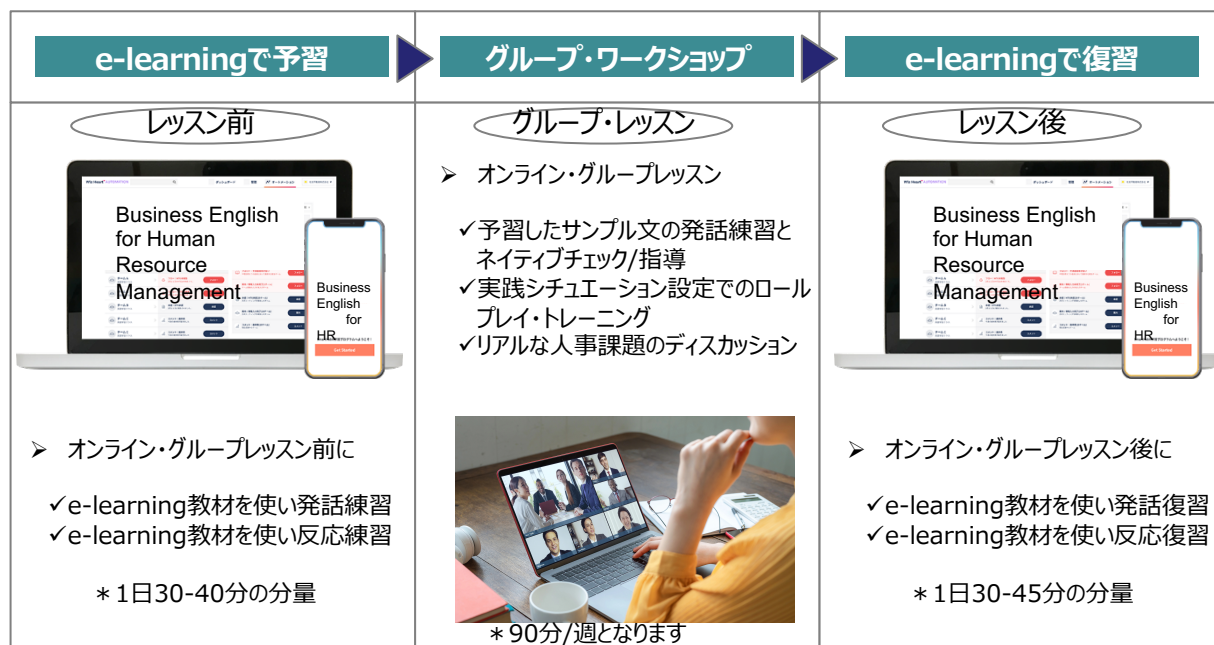 e-learningで予習
グループ・ワークショップ
e-learningで復習
レッスン前
Business English
for Human
Resource
Management
Business
English
for
HR
Get Started
➢ オンライン・グループレッスン前に
✓e-learning教材を使い発話練習
✓e-learning教材を使い反応練習
＊1日30-40分の分量
グループ・レッスン
➢ オンライン・グループレッスン
✓予習したサンプル文の発話練習と
ネイティブチェック/指導
✓実践シチュエーション設定でのロール
プレイ・トレーニング
✓リアルな人事課題のディスカッション
＊90分/週となります
レッスン後
Business English
for Human
Resource
Management
Business
English
for
HR
Get Started
➢ オンライン・グループレッスン後に
✓e-learning教材を使い発話復習
✓e-learning教材を使い反応復習
＊1日30-45分の分量